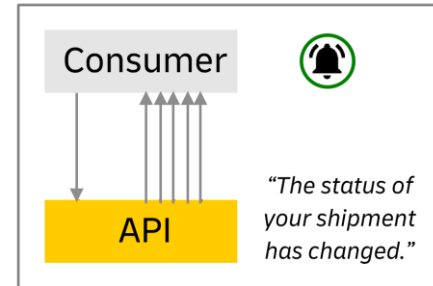 Consumer
API
“The status of
your shipment
has changed.”